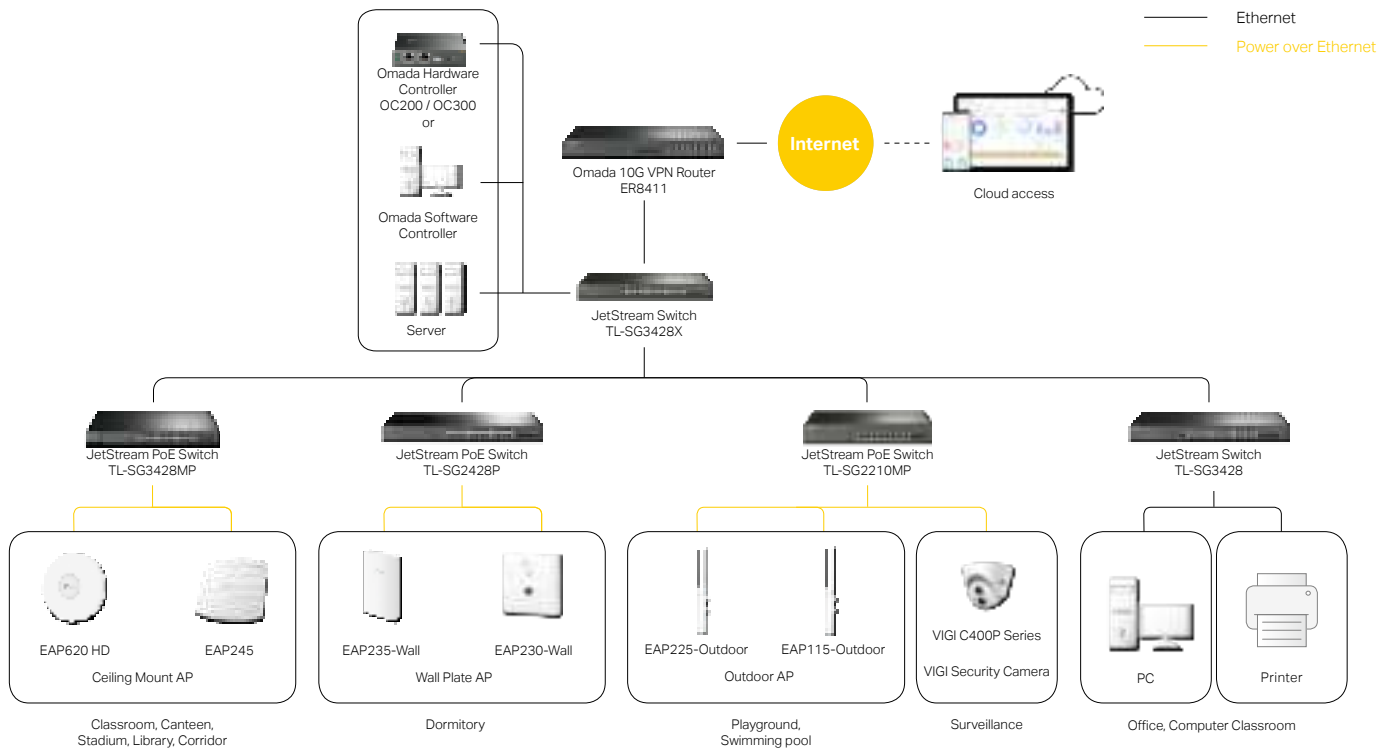 Ethernet
Power over Ethernet
Omada Hardware
Controller
OC200 / OC300
or
Omada Software
Controller
Server
Omada 10G VPN Router
ER8411
Internet
Cloud access
JetStream Switch
TL-SG3428X
JetStream PoE Switch
TL-SG3428MP
JetStream PoE Switch
TL-SG2428P
JetStream PoE Switch
TL-SG2210MP
JetStream Switch
TL-SG3428
EAP620 HD
EAP245
Ceiling Mount AP
EAP235-Wall
EAP230-Wall
Wall Plate AP
EAP225-Outdoor
EAP115-Outdoor
Outdoor AP
VIGI C400P Series
VIGI Security Camera
PC
Printer
Classroom, Canteen,
Stadium, Library, Corridor
Dormitory
Playground,
Swimming pool
Surveillance
Office, Computer Classroom